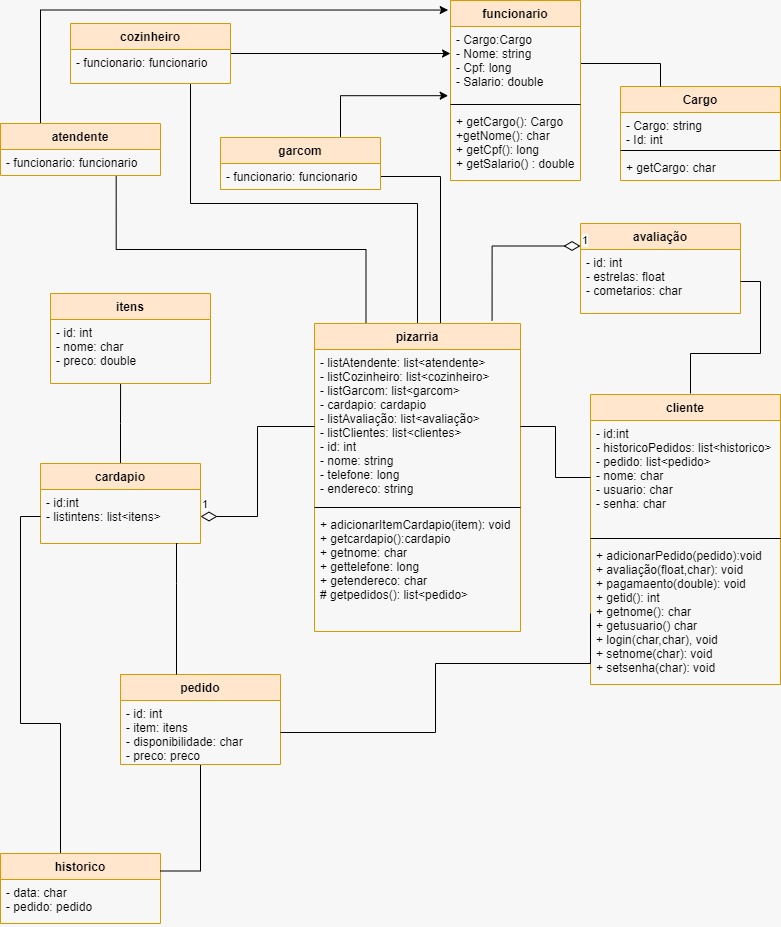 funcionario
- Cargo:Cargo
- Nome: string
- Cpf: long
- Salario: double
+ getCargo(): Cargo
+getNome(): char
+ getCpf(): long
+ getSalario() : double
cozinheiro
- funcionario: funcionario
Cargo
- Cargo: string
- Id: int
+ getCargo: char
atendente
- funcionario: funcionario
garcom
- funcionario: funcionario
1
avaliação
- id: int
- estrelas: float
- cometarios: char
itens
- id: int
- nome: char
- preco: double
pizarria
- listAtendente: list<atendente>
- listCozinheiro: list<cozinheiro>
- listGarcom: list<garcom>
- cardapio: cardapio
- listAvaliação: list<avaliação>
- listClientes: list<clientes>
- id: int
- nome: string
- telefone: long
- endereco: string
+ adicionarItemCardapio(item): void
+ getcardapio():cardapio
+ getnome: char
+ gettelefone: long
+ getendereco: char
# getpedidos(): list<pedido>
cliente
- id:int
- historicoPedidos: list<historico>
- pedido: list<pedido>
- nome: char
- usuario: char
- senha: char
+ adicionarPedido(pedido):void
+ avaliação(float,char): void
+ pagamaento(double): void
+ getid(): int
+ getnome(): char
+ getusuario() char
+ login(char,char), void
+ setnome(char): void
+ setsenha(char): void
cardapio
- id:int
- listintens: list<itens>
1
pedido
- id: int
- item: itens
- disponibilidade: char
- preco: preco
historico
- data: char
- pedido: pedido